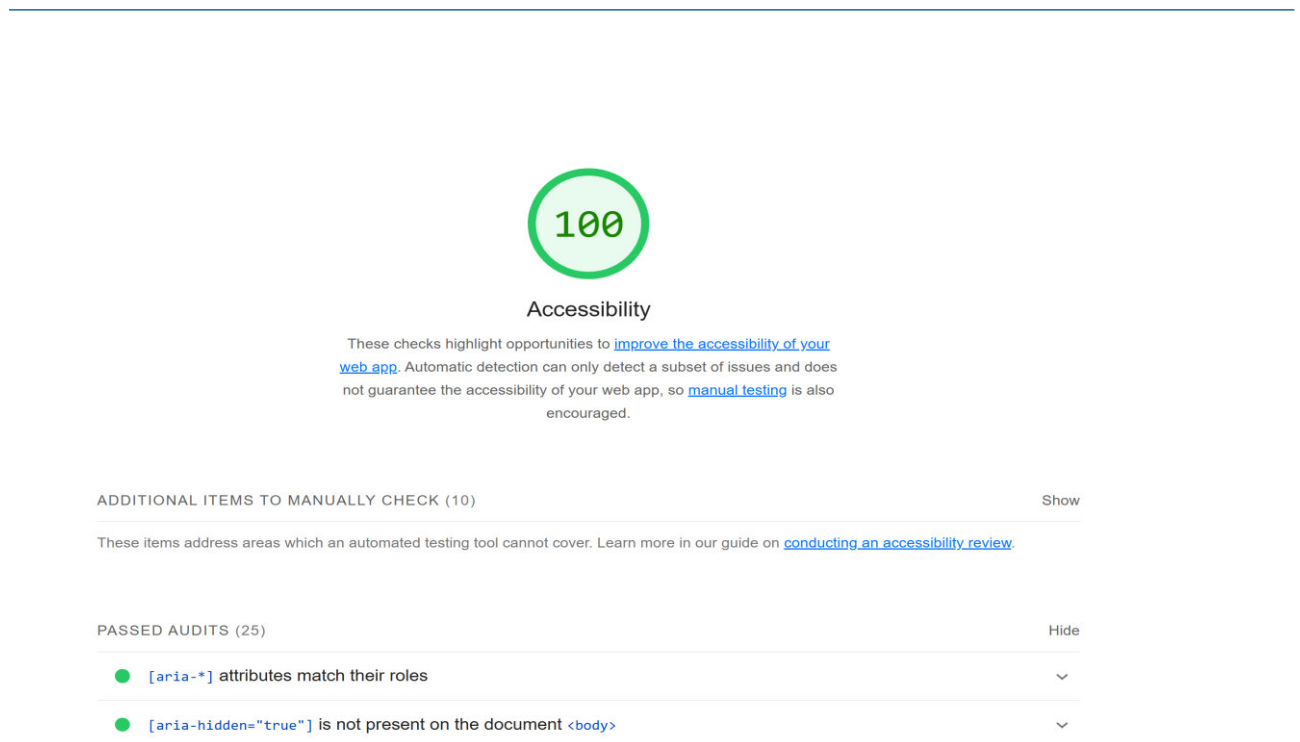 100
Accessibility
These checks highlight opportunities to improve the accessibility of your
web app. Automatic detection can only detect a subset of issues and does
not guarantee the accessibility of your web app, so manual testing is also
encouraged.
ADDITIONAL ITEMS TO MANUALLY CHECK (10) Show
These items address areas which an automated testing tool cannot cover. Learn more in our guide on conducting an accessibility review.
PASSED AUDITS (25) Hide
[aria-*] attributes match their roles
[aria-hidden="true"] is not present on the document <body>